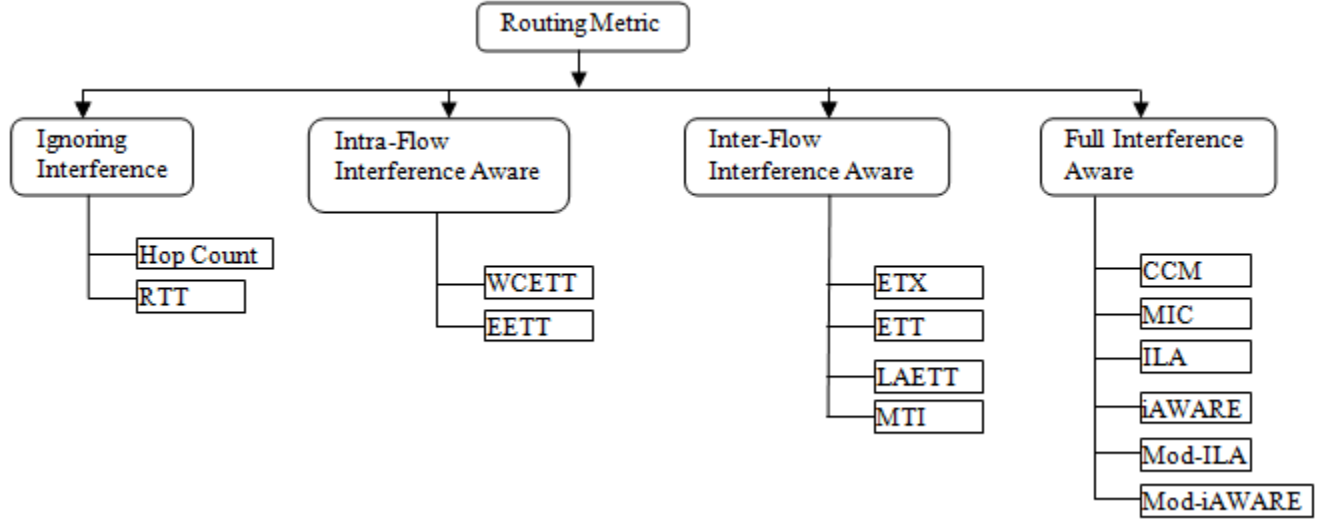 Routing Metric
Ignoring
Interference
Hop Count
RTT
Intra-Flow
Interference Aware
WCETT
EETT
Inter-Flow
Interference Aware
ETX
ETT
LAETT
MTI
Full Interference
Aware
CCM
MIC
ILA
iAWARE
Mod-ILA
Mod-iAWARE